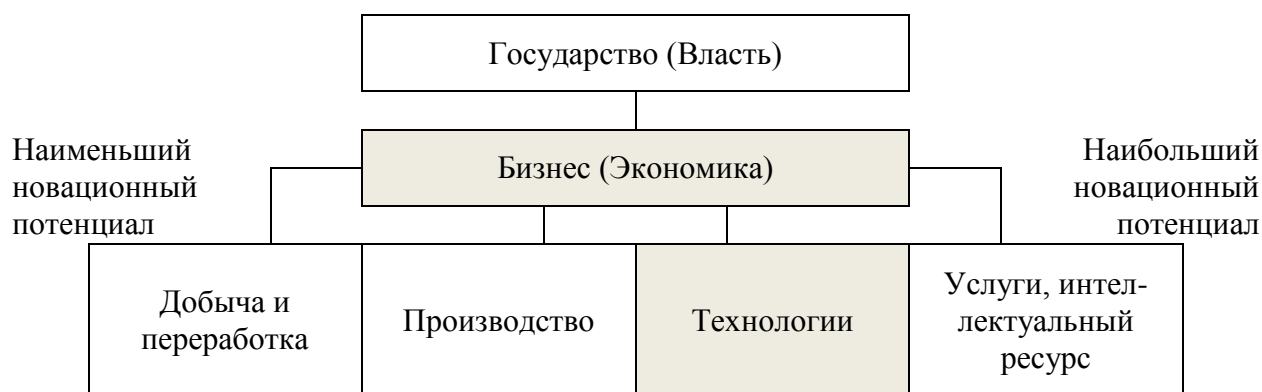 Государство (Власть)
Наименьший
новационный
потенциал
Бизнес (Экономика)
Наибольший
новационный
потенциал
Добыча и
переработка
Производство
Технологии
Услуги, интел-
лектуальный
ресурс